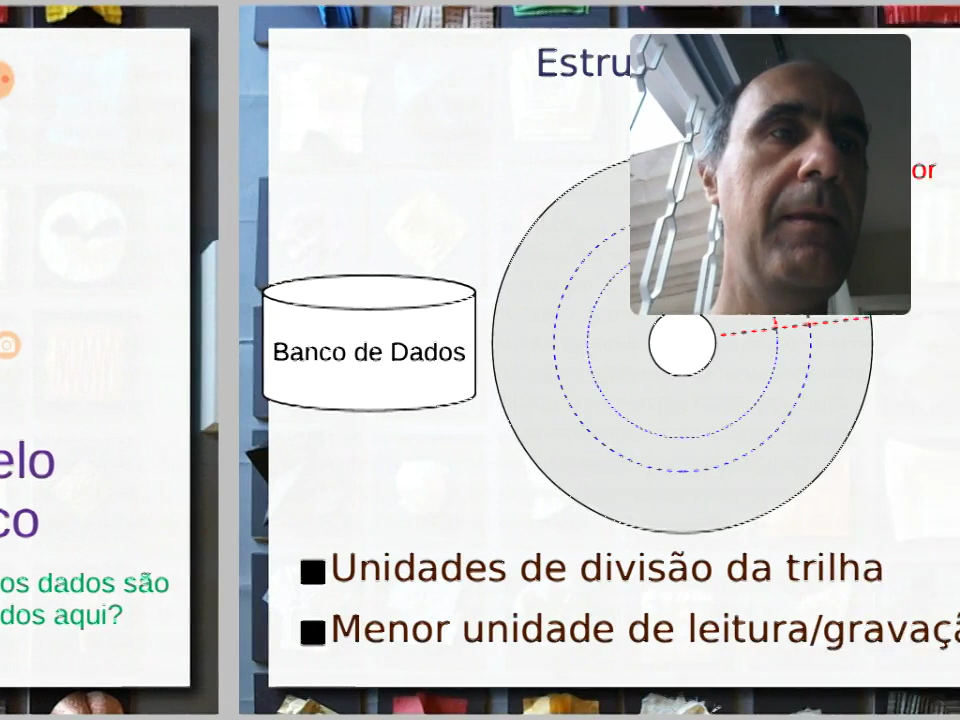 elo
co
os dados são
dos aqui?
Estru
or
Banco de Dados
Unidades de divisão da trilha
Menor unidade de leitura/gravaçã